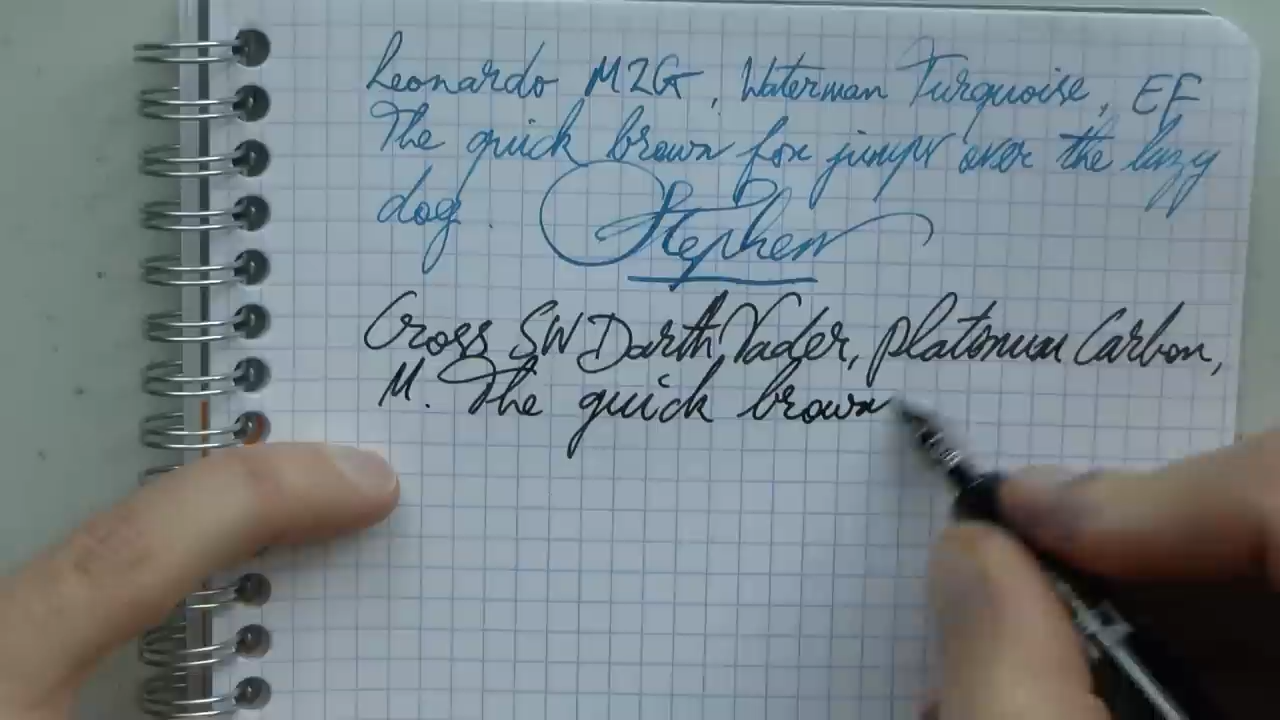 Leonardo MZG, Waterman Turquoise, EF
The quick brown fox jumps over the lazy
dog. Stephen
Cross SW Darth Vader, Platinum Carbon,
M. The quick brown